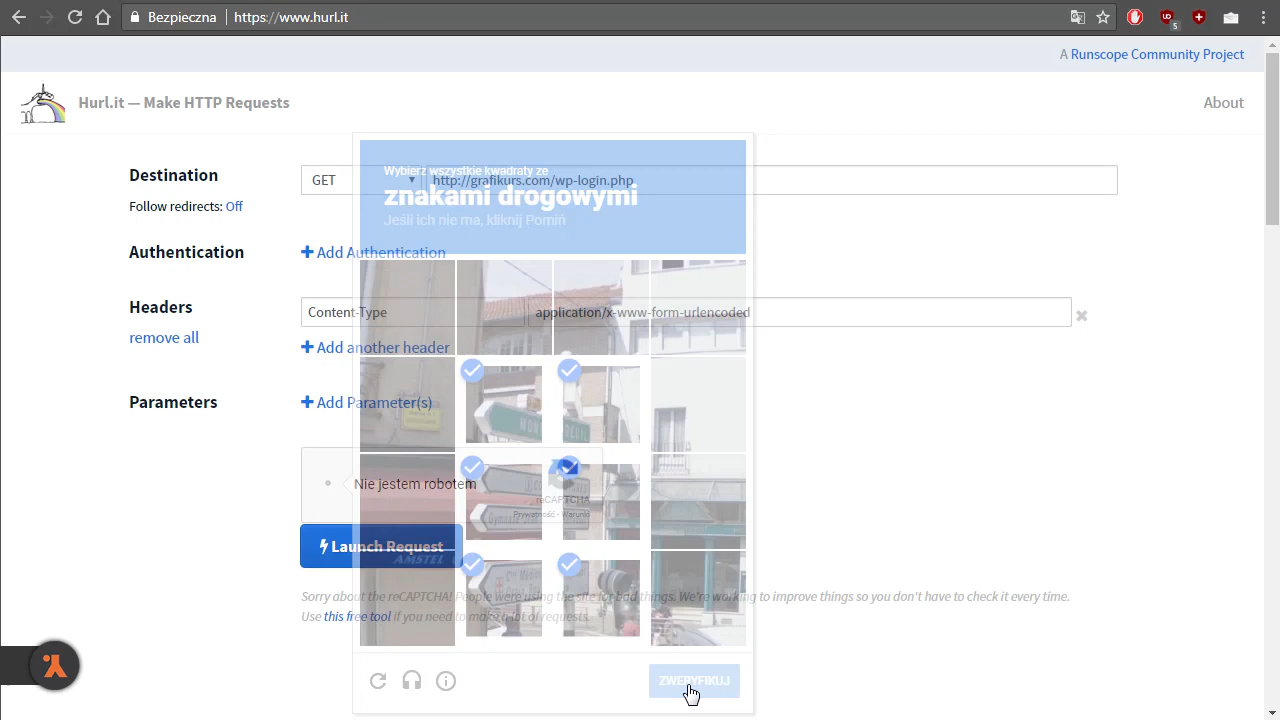 Bezpieczna
https://www.hurl.it
5
A Runscope Community Project
Hurl.it — Make HTTP Requests
About
Wybierz wszystkie kwadraty ze
znakami drogowymi
Jeśli ich nie ma, kliknij Pomiń
Destination
GET
http://grafikurs.com/wp-login.php
Follow redirects: Off
Authentication
Add Authentication
Headers
Content-Type
application/x-www-form-urlencoded
remove all
Add another header
Parameters
Add Parameter(s)
Nie jestem robotem
reCAPTCHA
Prywatność - Warunki
Launch Request
AMSTEL
Sorry about the reCAPTCHA! People were using the site for bad things. We're working to improve things so you don't have to check it every time.
Use this free tool if you need to make a lot of requests.
ZWERYFIKUJ